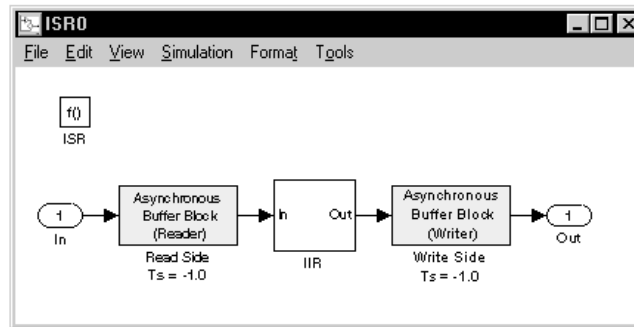 ISR0
File Edit View Simulation Format Tools
f()
ISR
1
In
Asynchronous
Buffer Block
(Reader)
Read Side
Ts = -1.0
In Out
IIR
Asynchronous
Buffer Block
(Writer)
Write Side
Ts = -1.0
1
Out